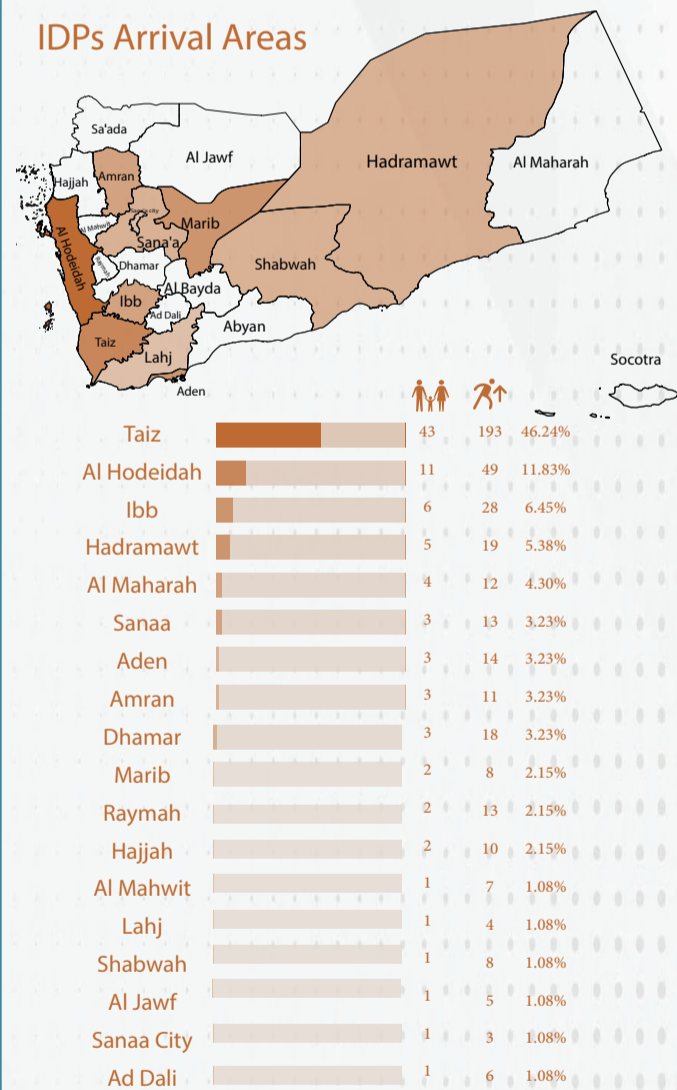 IDPs Arrival Areas
Sa'ada
Al Jawf
Hadramawt
Al Maharah
Hajjah
Amran
Marib
Al Mahwit
Sana'a
Al Hodeidah
Raymah
Dhamar
Shabwah
Al Bayda
Ibb
Ad Dali
Abyan
Taiz
Lahj
Aden
Socotra
Taiz 43 193 46.24%
Al Hodeidah 11 49 11.83%
Ibb 6 28 6.45%
Hadramawt 5 19 5.38%
Al Maharah 4 12 4.30%
Sanaa 3 13 3.23%
Aden 3 14 3.23%
Amran 3 11 3.23%
Dhamar 3 18 3.23%
Marib 2 8 2.15%
Raymah 2 13 2.15%
Hajjah 2 10 2.15%
Al Mahwit 1 7 1.08%
Lahj 1 4 1.08%
Shabwah 1 8 1.08%
Al Jawf 1 5 1.08%
Sanaa City 1 3 1.08%
Ad Dali 1 6 1.08%